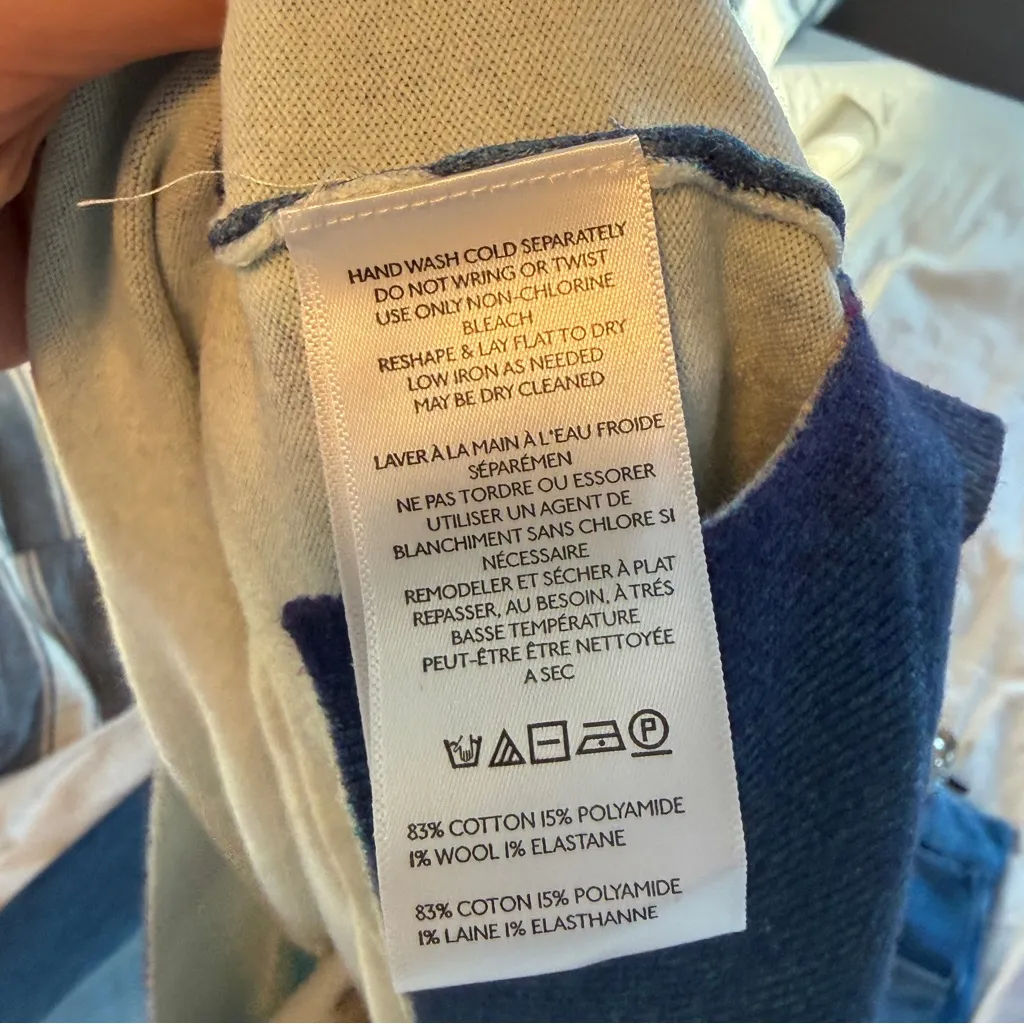 HAND WASH COLD SEPARATELY
DO NOT WRING OR TWIST
USE ONLY NON-CHLORINE
BLEACH
RESHAPE & LAY FLAT TO DRY
LOW IRON AS NEEDED
MAY BE DRY CLEANED
LAVER À LA MAIN À L'EAU FROIDE
SÉPARÉMEN
NE PAS TORDRE OU ESSORER
UTILISER UN AGENT DE
BLANCHIMENT SANS CHLORE SI
NÉCESSAIRE
REMODELER ET SÉCHER À PLAT
REPASSER, AU BESOIN, À TRÉS
BASSE TEMPÉRATURE
PEUT-ÊTRE ÊTRE NETTOYÉE
A SEC
P
83% COTTON 15% POLYAMIDE
1% WOOL 1% ELASTANE
83% COTON 15% POLYAMIDE
1% LAINE 1% ELASTHANNE